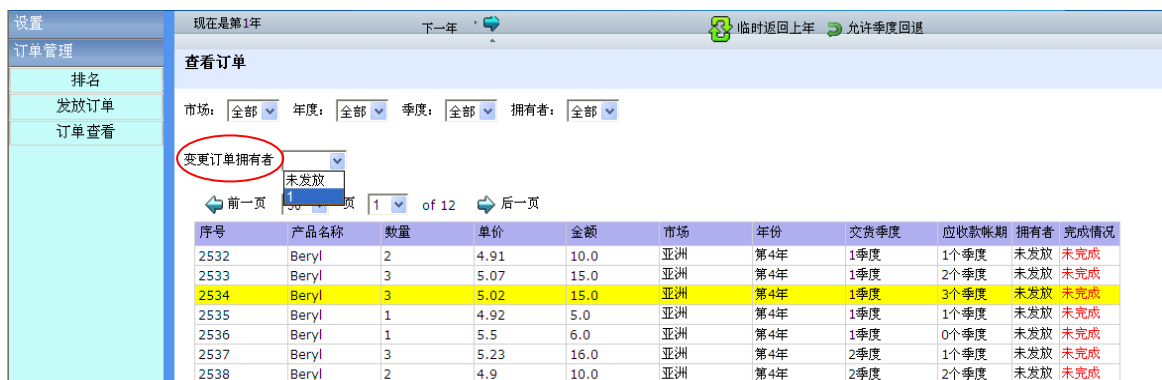 设置
现在是第1年 下一年 临时返回上年 允许季度回退
订单管理
查看订单
排名
发放订单
订单查看
市场: 全部 年度: 全部 季度: 全部 拥有者: 全部
变更订单拥有者
未发放
1
前一页 页 1 of 12 后一页
序号 产品名称 数量 单价 金额 市场 年份 交货季度 应收款帐期 拥有者 完成情况
2532 Beryl 2 4.91 10.0 亚洲 第4年 1季度 1个季度 未发放 未完成
2533 Beryl 3 5.07 15.0 亚洲 第4年 1季度 2个季度 未发放 未完成
2534 Beryl 3 5.02 15.0 亚洲 第4年 1季度 3个季度 未发放 未完成
2535 Beryl 1 4.92 5.0 亚洲 第4年 1季度 1个季度 未发放 未完成
2536 Beryl 1 5.5 6.0 亚洲 第4年 1季度 0个季度 未发放 未完成
2537 Beryl 3 5.23 16.0 亚洲 第4年 2季度 1个季度 未发放 未完成
2538 Beryl 2 4.9 10.0 亚洲 第4年 2季度 2个季度 未发放 未完成